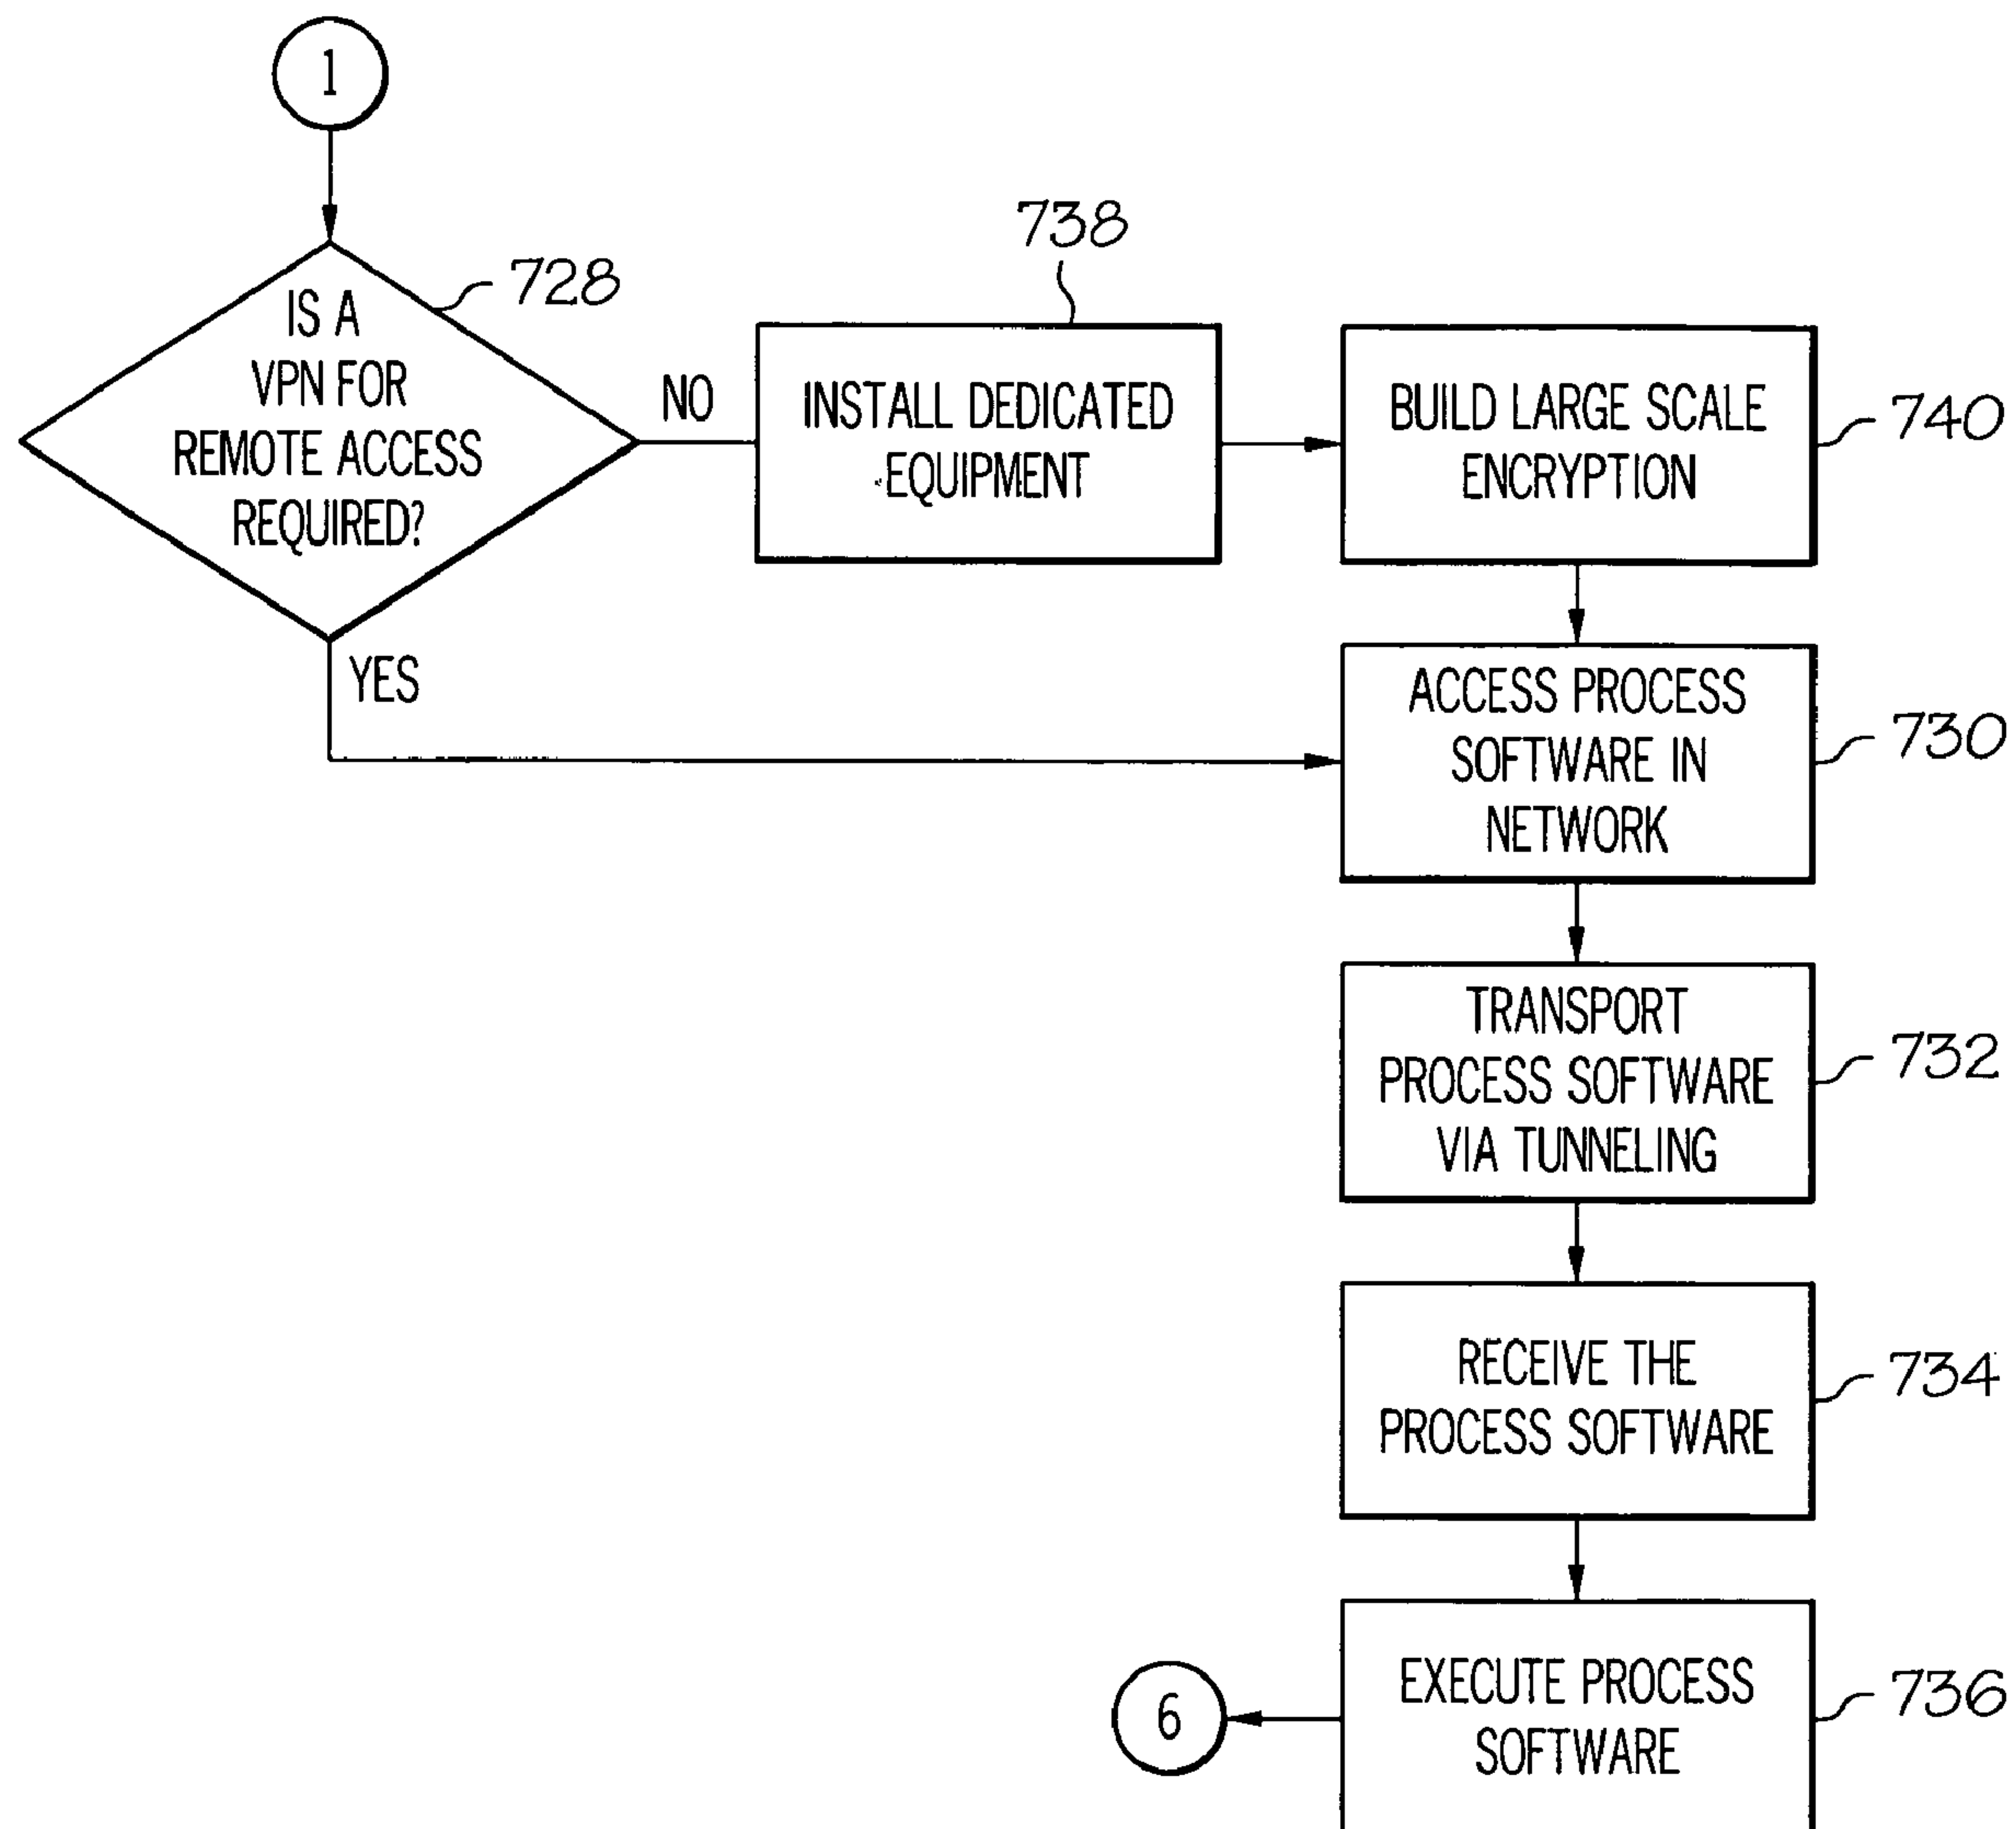 1
IS A
VPN FOR
REMOTE ACCESS
REQUIRED?
728
NO
YES
738
INSTALL DEDICATED
EQUIPMENT
BUILD LARGE SCALE
ENCRYPTION
740
ACCESS PROCESS
SOFTWARE IN
NETWORK
730
TRANSPORT
PROCESS SOFTWARE
VIA TUNNELING
732
RECEIVE THE
PROCESS SOFTWARE
734
EXECUTE PROCESS
SOFTWARE
736
6